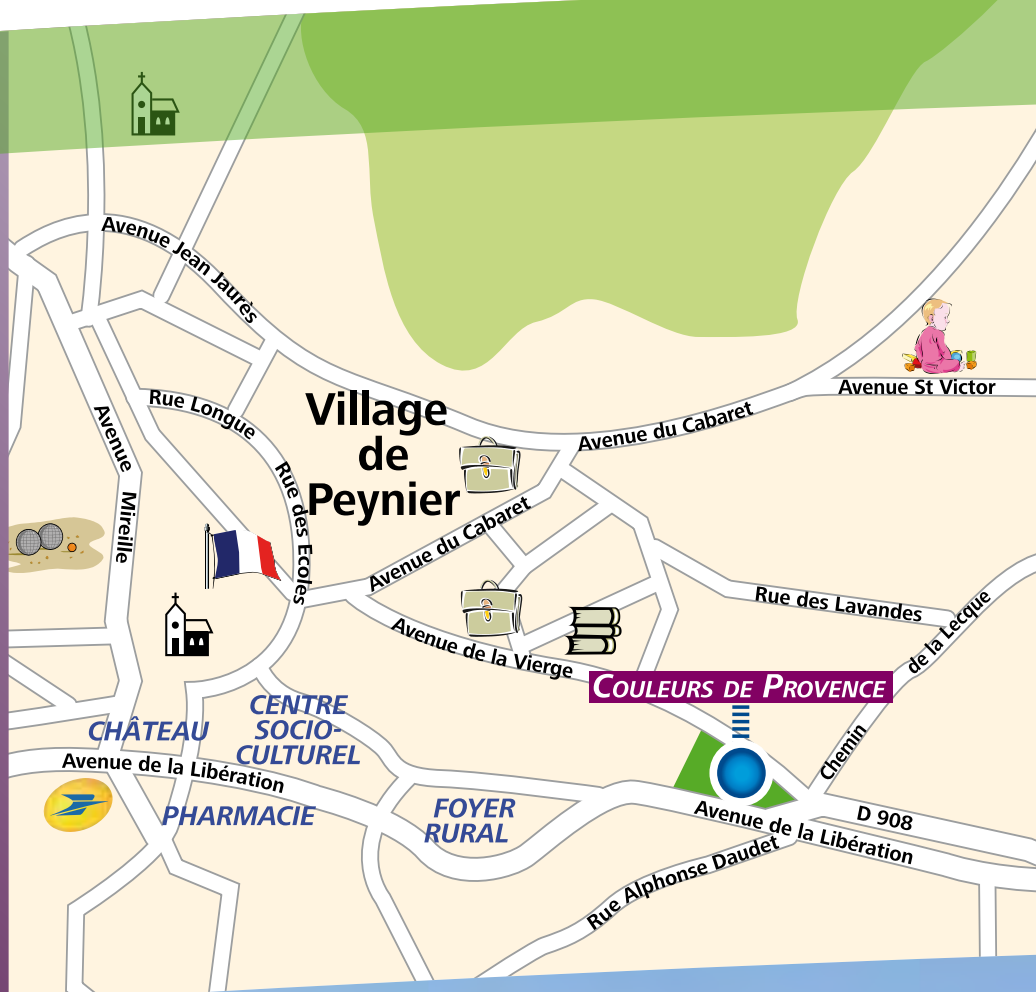 Avenue Jean Jaurès
Avenue St Victor
Rue Longue
Village
de
Peynier
Avenue du Cabaret
Avenue Mireille
Rue des Ecoles
Avenue du Cabaret
Rue des Lavandes
Avenue de la Vierge
Chemin de la Lecque
COULEURS DE PROVENCE
CHÂTEAU
CENTRE
SOCIO-
CULTUREL
Avenue de la Libération
PHARMACIE
FOYER
RURAL
Avenue de la Libération
D 908
Rue Alphonse Daudet